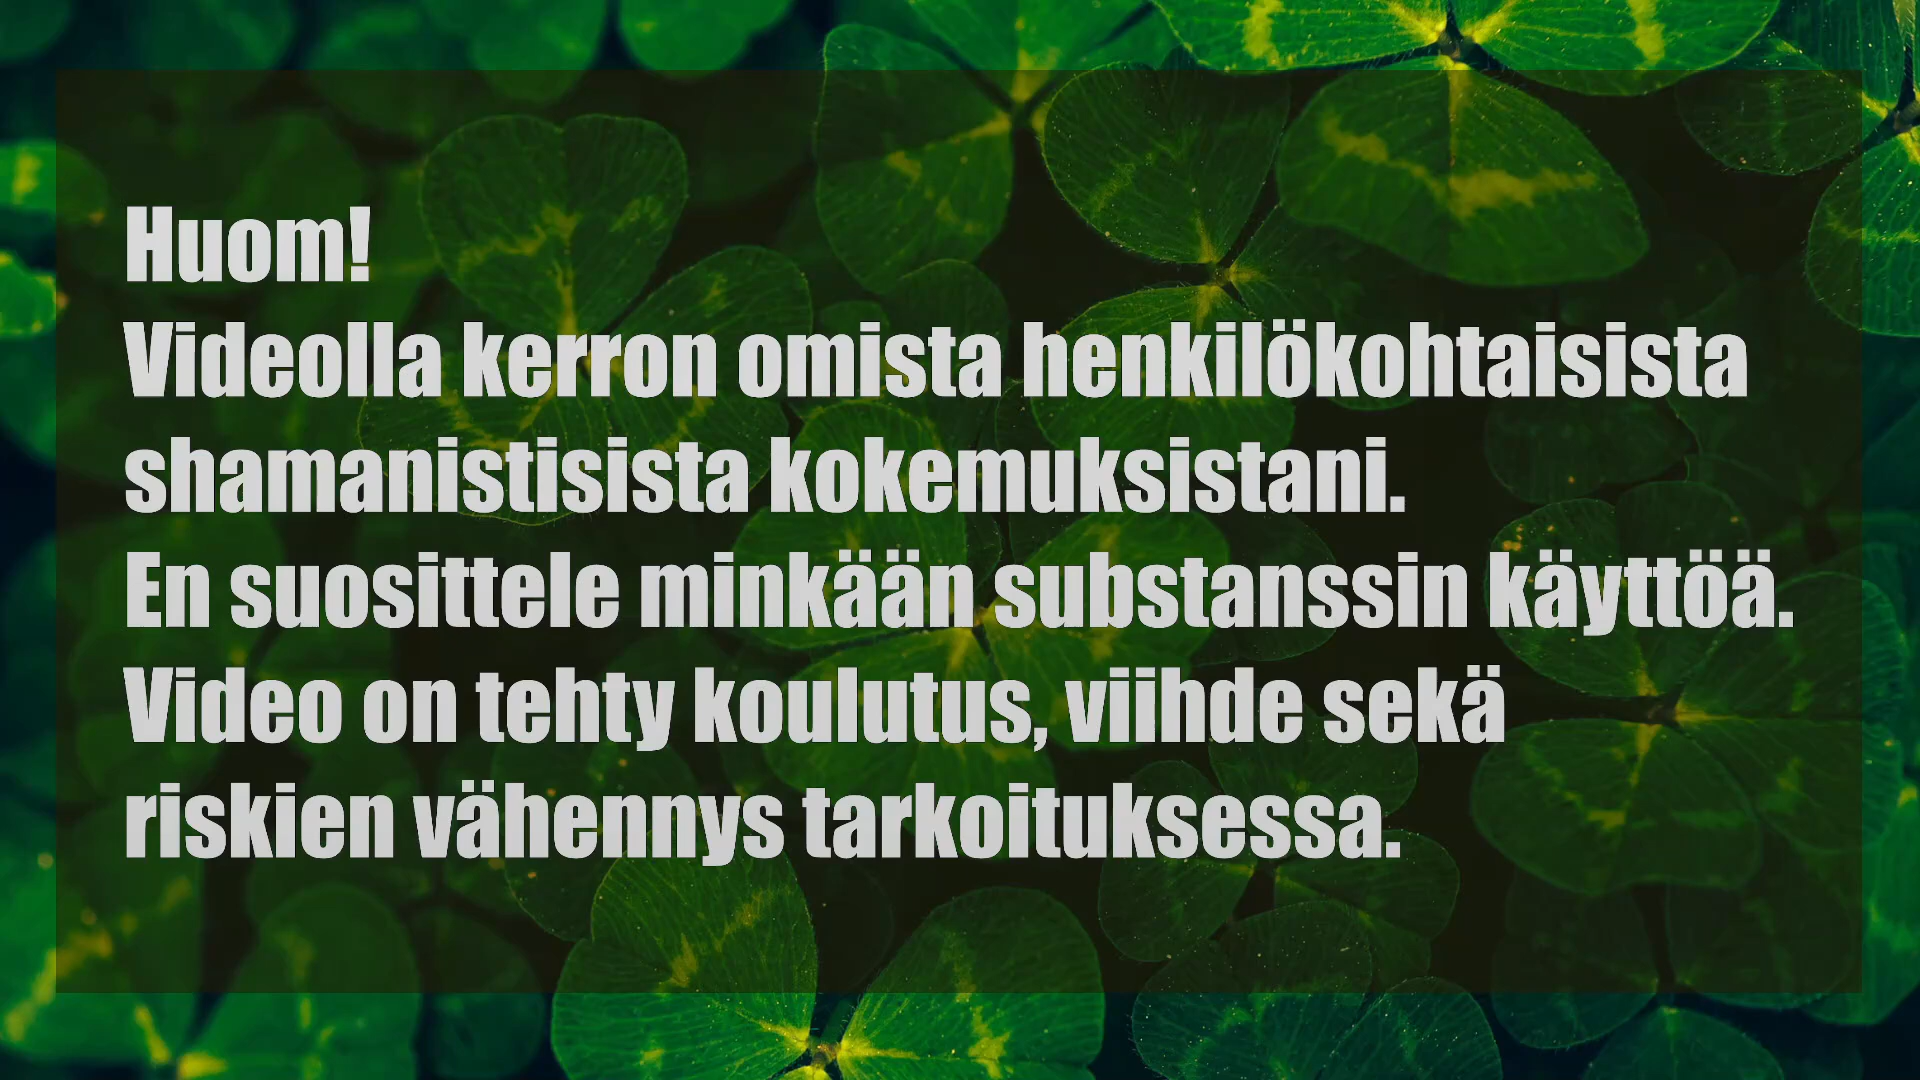 Huom!
Videolla kerron omista henkilökohtaisista
shamanistisista kokemuksistani.
En suosittele minkään substanssin käyttöä.
Video on tehty koulutus, viihde sekä
riskien vähennys tarkoituksessa.